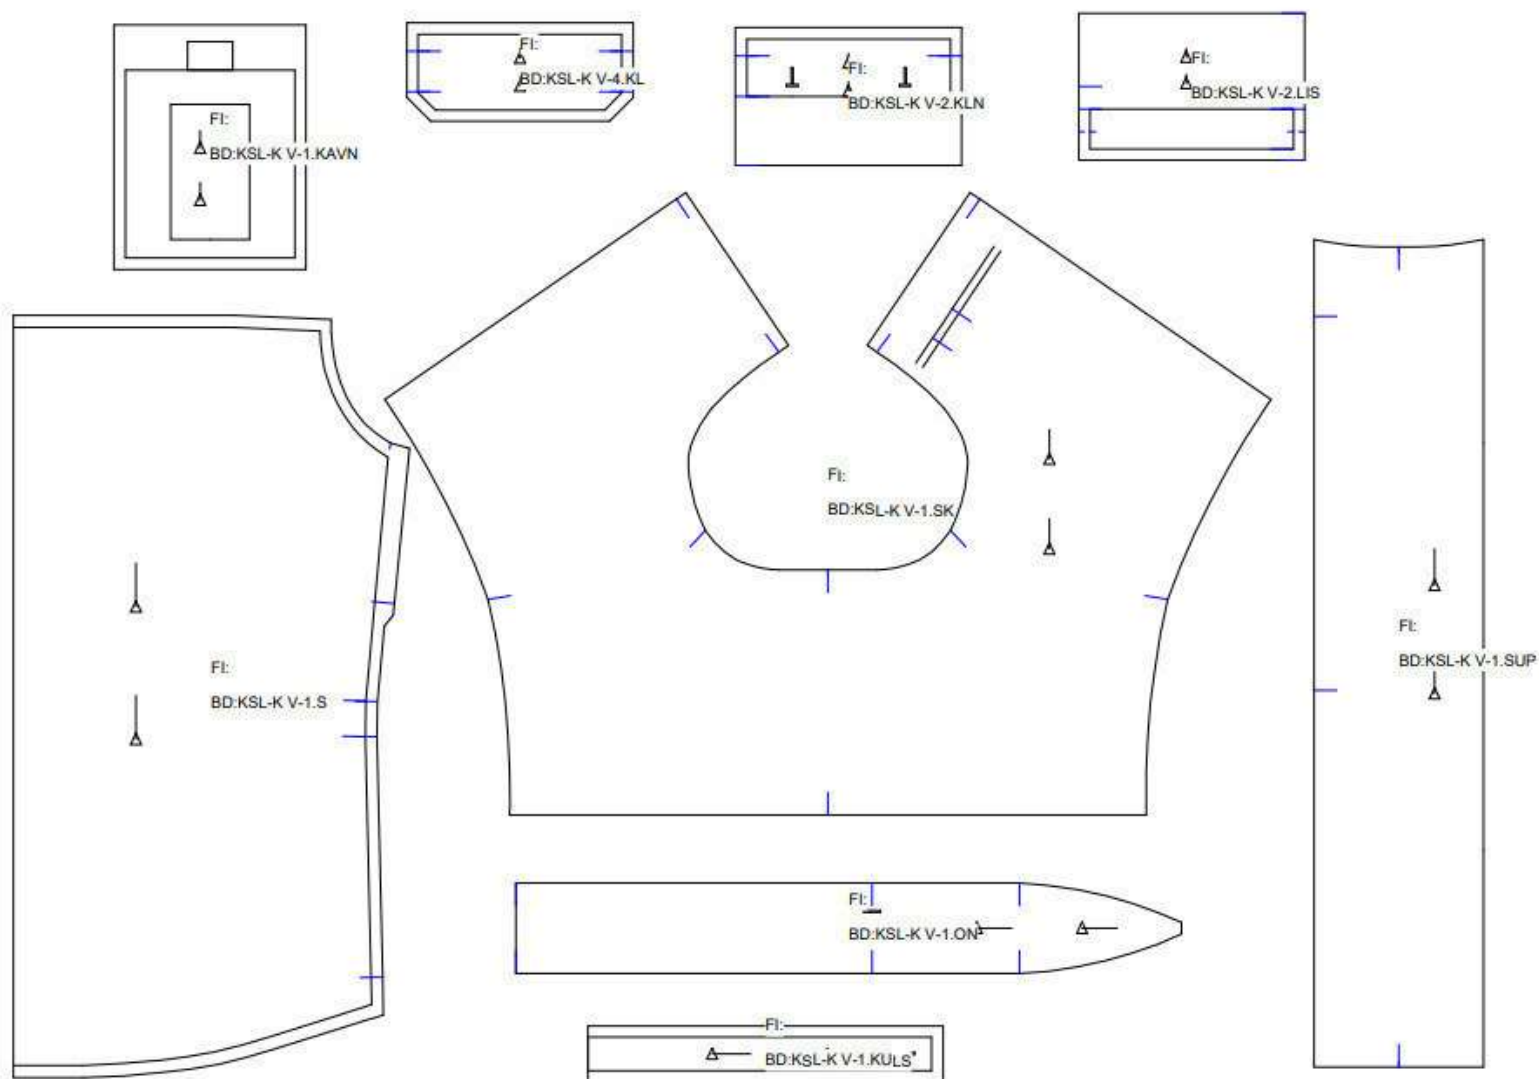 FI:
BD:KSL-K V-4.KL
FI:
BD:KSL-K V-2.KLN
FI:
BD:KSL-K V-2.LIS
FI:
BD:KSL-K V-1.KAVN
FI:
BD:KSL-K V-1.SK
FI:
BD:KSL-K V-1.SUP
FI:
BD:KSL-K V-1.S
FI:
BD:KSL-K V-1.ON
FI:
BD:KSL-K V-1.KULS